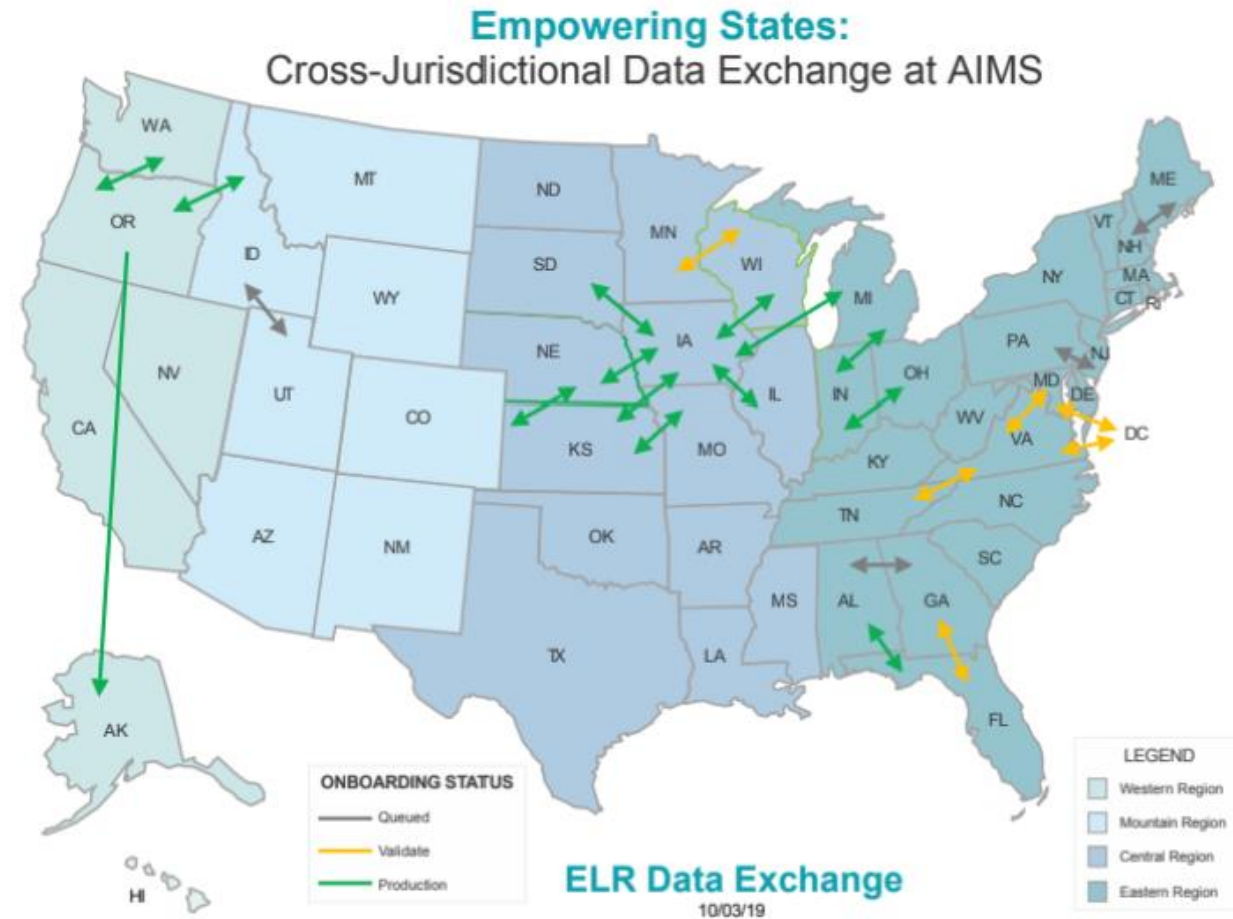 Empowering States:
Cross-Jurisdictional Data Exchange at AIMS
WA
MT
ND
ME
OR
MN
VT
NH
ID
SD
WI
NY
MA
WY
MI
CT
RI
IA
PA
NE
NJ
NV
OH
UT
IL
IN
MD
DE
CO
CA
WV
DC
KS
MO
VA
KY
NC
TN
AZ
OK
NM
AR
SC
MS
AL
GA
TX
LA
FL
AK
HI
ONBOARDING STATUS
Queued
Validate
Production
LEGEND
Western Region
Mountain Region
Central Region
Eastern Region
ELR Data Exchange
10/03/19